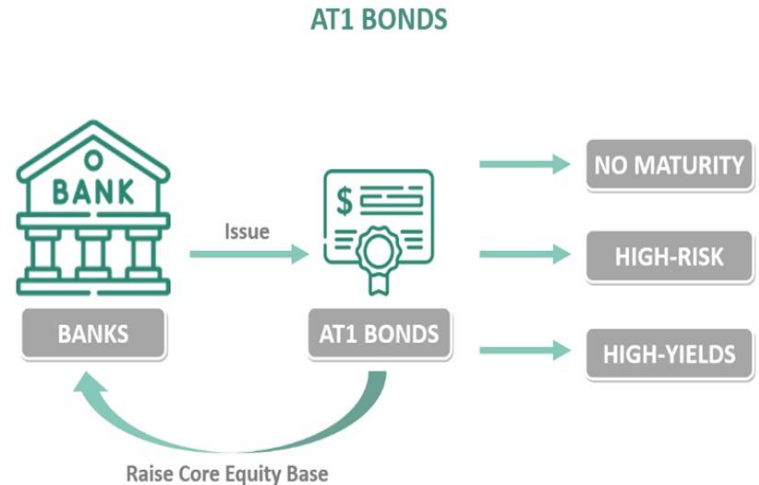 AT1 BONDS
BANK
Issue
$
BANKS
AT1 BONDS
NO MATURITY
HIGH-RISK
HIGH-YIELDS
Raise Core Equity Base